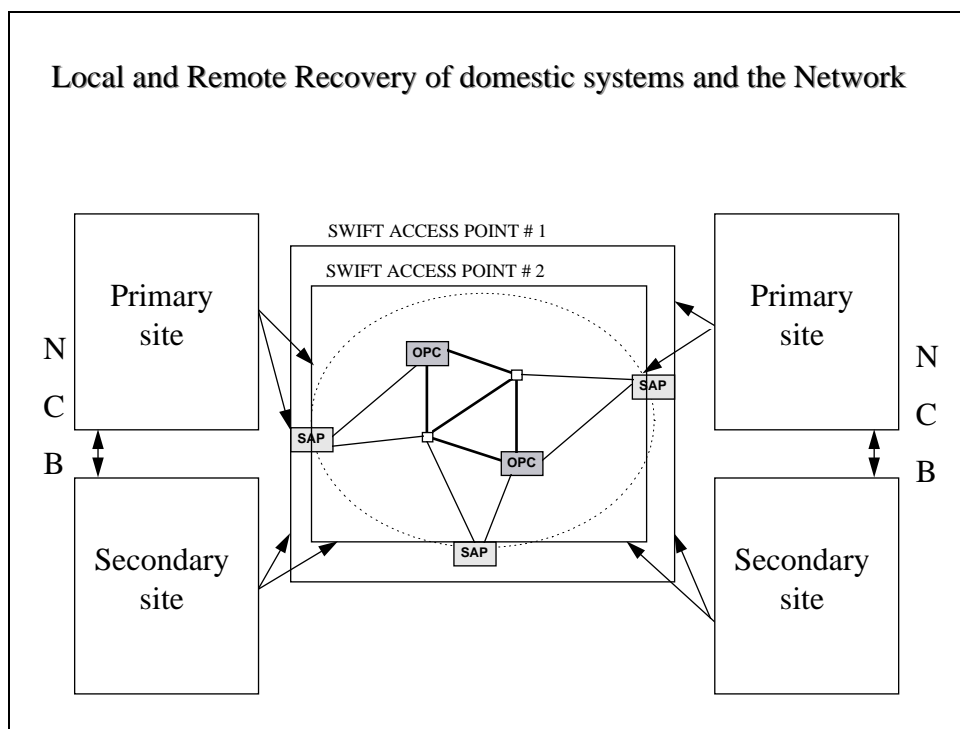 Local and Remote Recovery of domestic systems and the Network
SWIFT ACCESS POINT # 1
SWIFT ACCESS POINT # 2
Primary
site
Primary
site
N
C
B
N
C
B
OPC
SAP
SAP
OPC
SAP
Secondary
site
Secondary
site